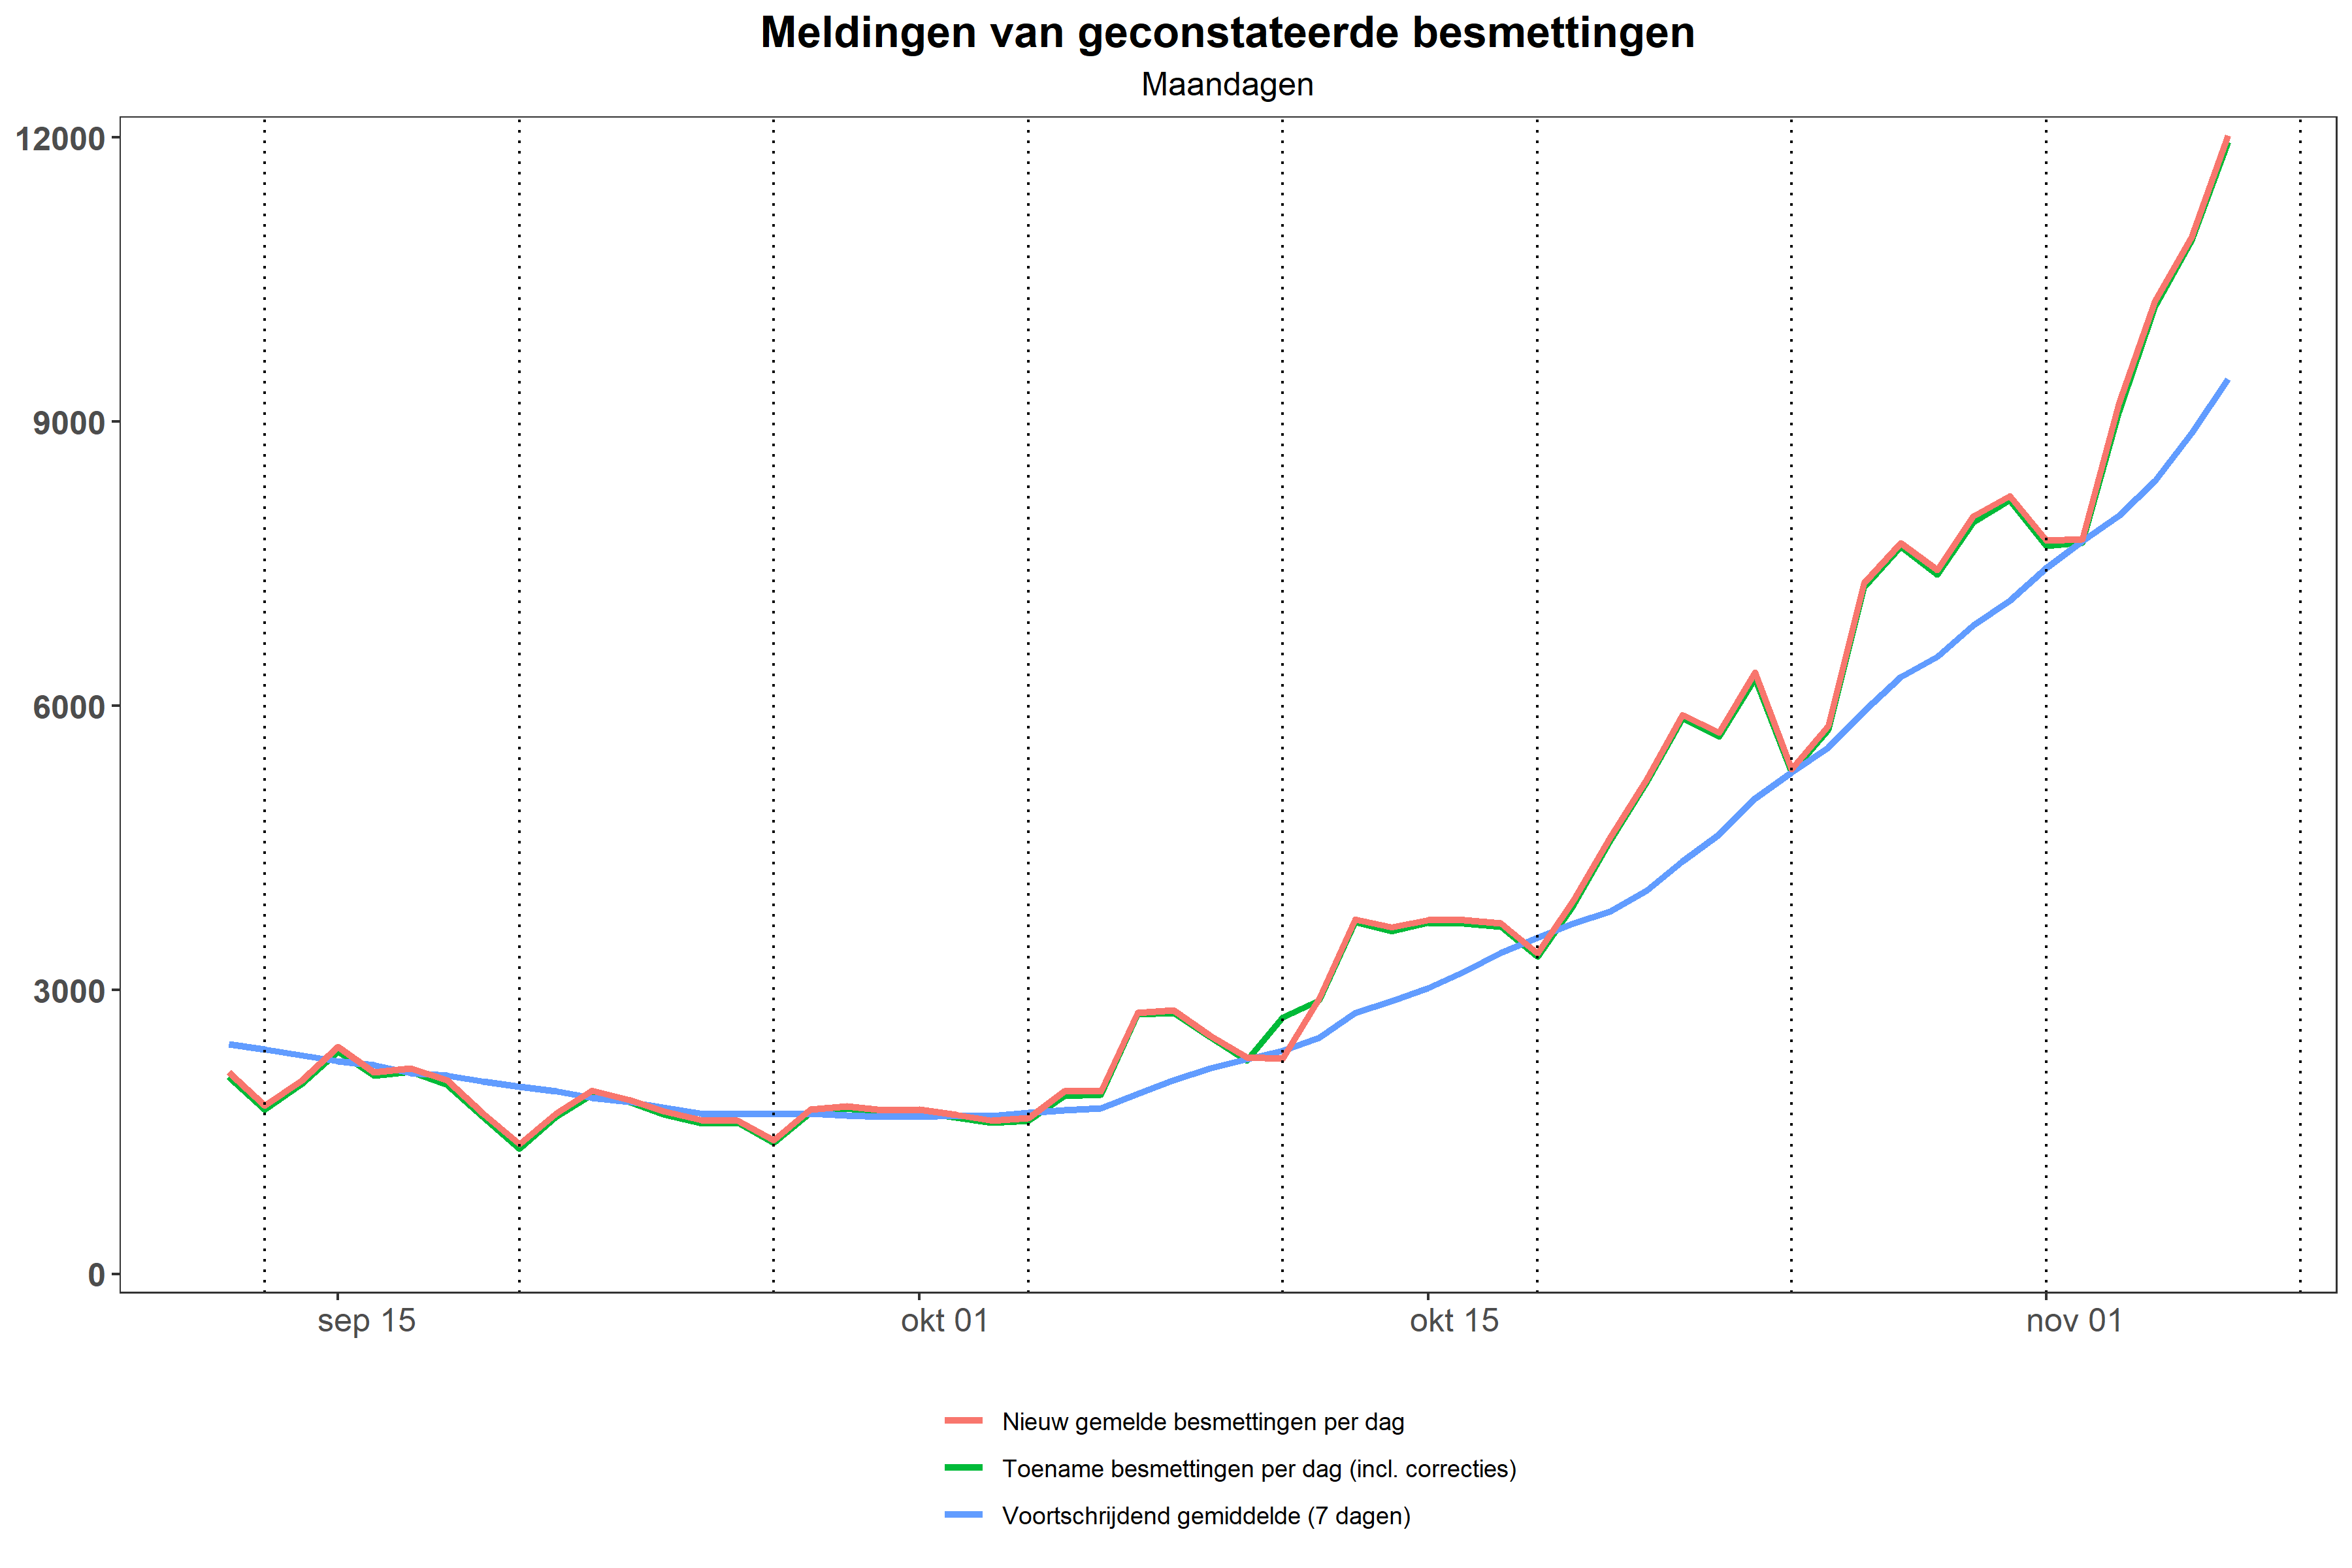 Meldingen van geconstateerde besmettingen
Maandagen
12000
9000
6000
3000
0
sep 15
okt 01
okt 15
nov 01
Nieuw gemelde besmettingen per dag
Toename besmettingen per dag (incl. correcties)
Voortschrijdend gemiddelde (7 dagen)